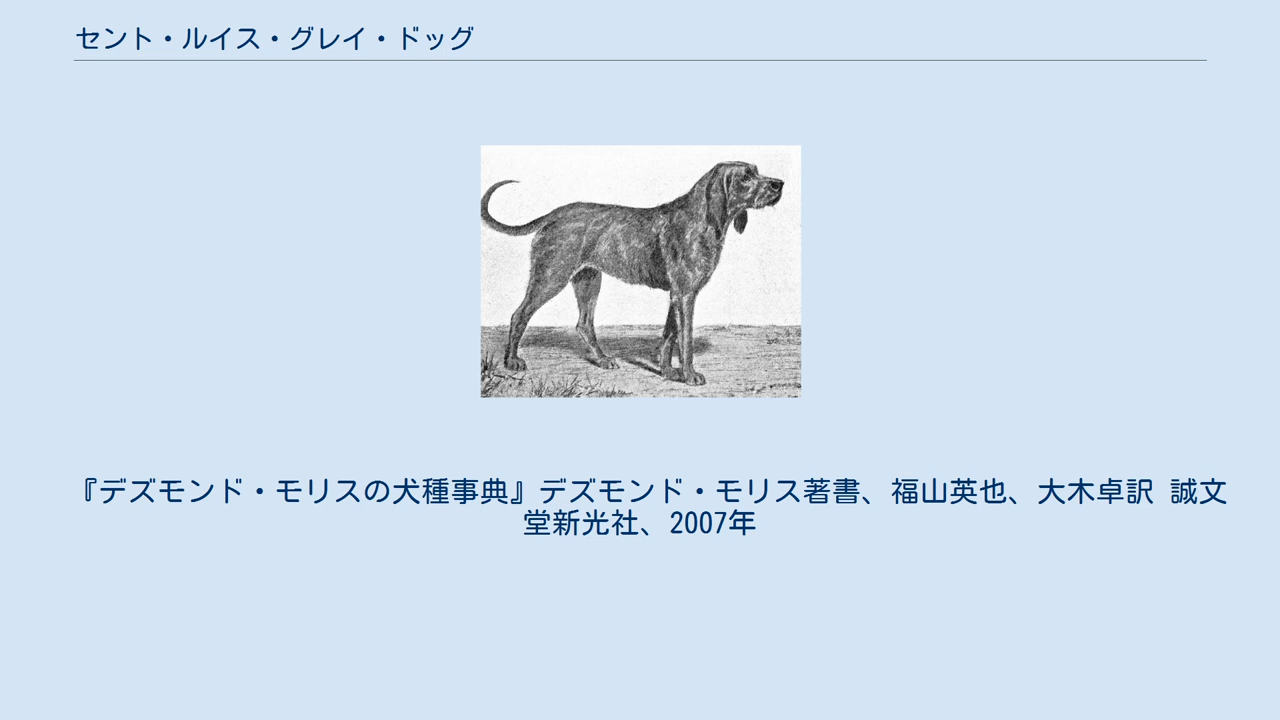 セント・ルイス・グレイ・ドッグ
『デズモンド・モリスの犬種事典』デズモンド・モリス著書、福山英也、大木卓訳 誠文
堂新光社、2007年